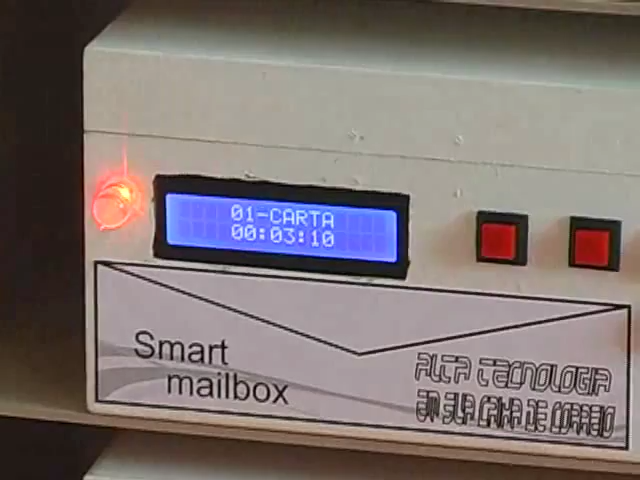 01-CARTA
00:03:10
Smart
mailbox
ALTA TECNOLOGIA
EM SUA CAIXA DE CORREIO